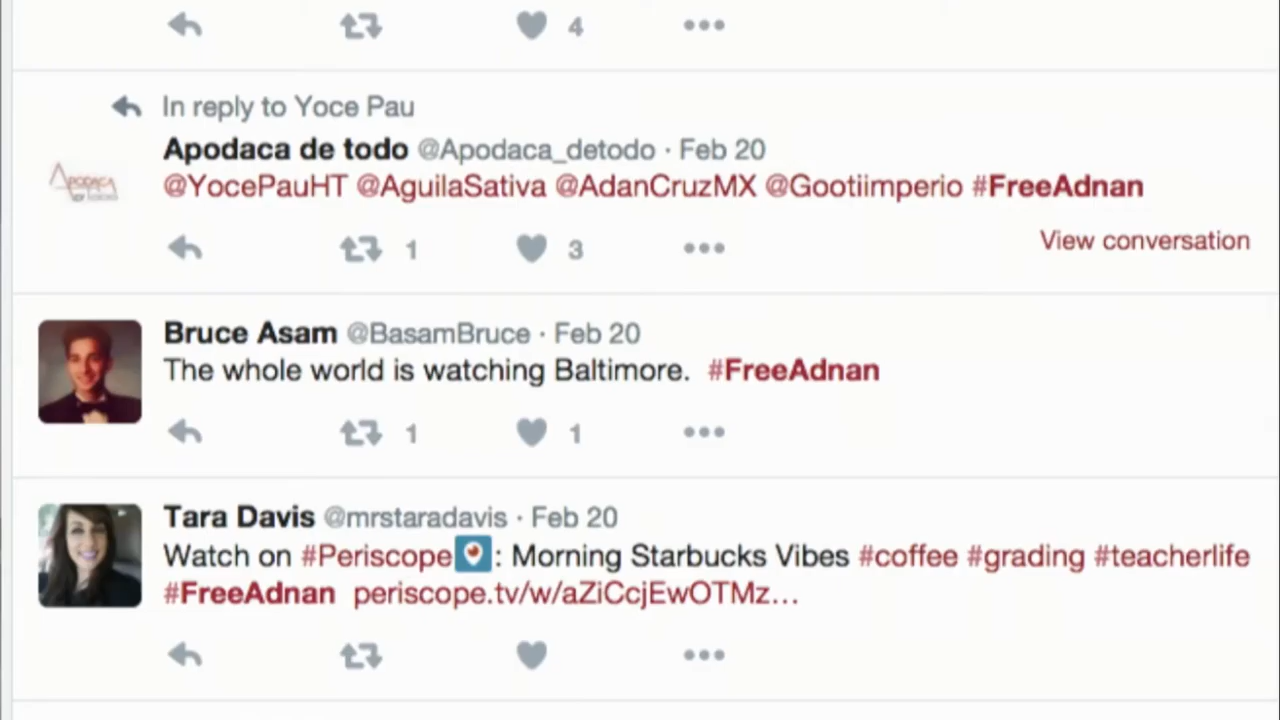 4
In reply to Yoce Pau
Apodaca de todo @Apodaca_detodo · Feb 20
@YocePauHT @AguilaSativa @AdanCruzMX @Gootiimperio #FreeAdnan
1 3 View conversation
APODACA
Bruce Asam @BasamBruce · Feb 20
The whole world is watching Baltimore. #FreeAdnan
1 1
Tara Davis @mrstaradavis · Feb 20
Watch on #Periscope: Morning Starbucks Vibes #coffee #grading #teacherlife
#FreeAdnan periscope.tv/w/aZiCcjEwOTMz…